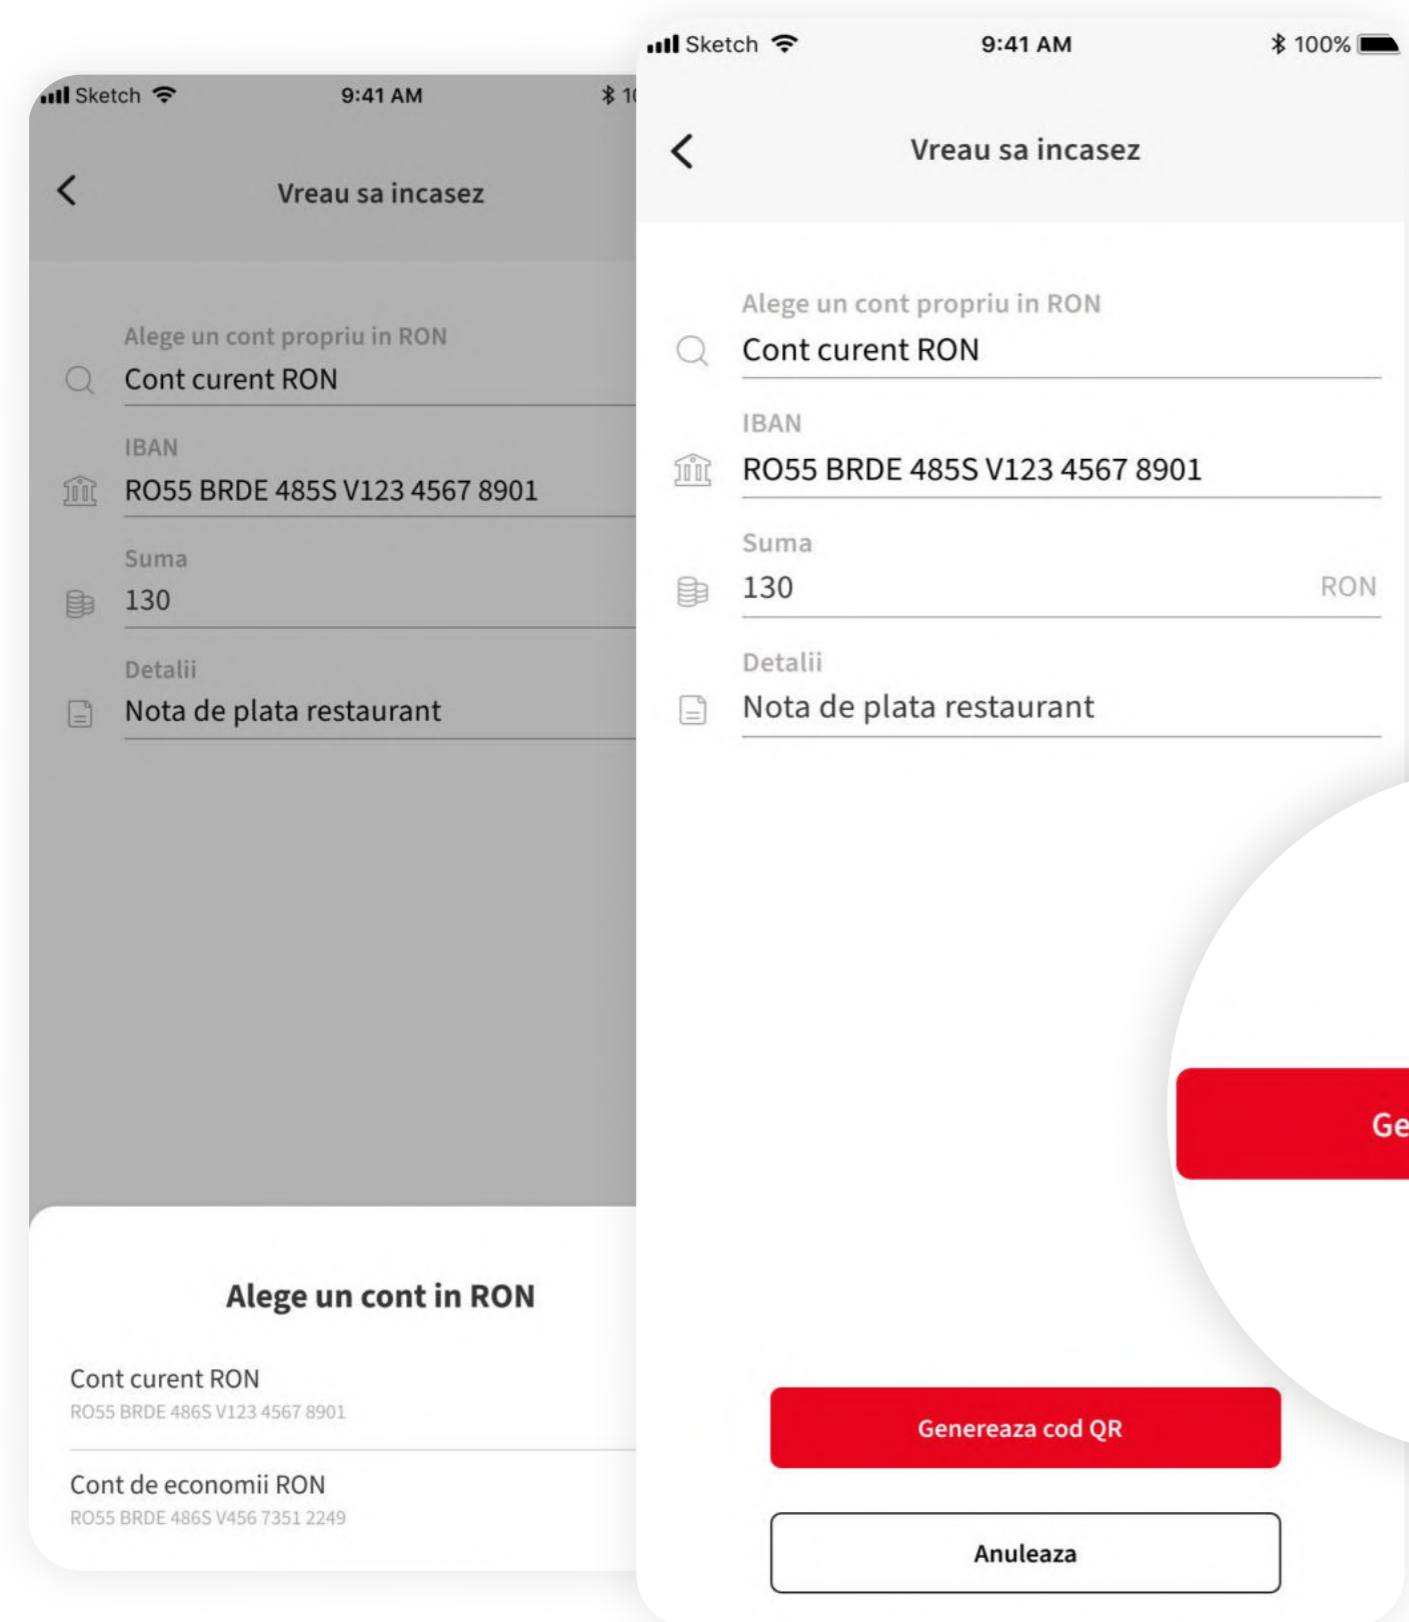 Sketch 9:41 AM
Vreau sa incasez
Alege un cont propriu in RON
Cont curent RON
IBAN
RO55 BRDE 485S V123 4567 8901
Suma
130
Detalii
Nota de plata restaurant
Alege un cont in RON
Cont curent RON
RO55 BRDE 486S V123 4567 8901
Cont de economii RON
RO55 BRDE 486S V456 7351 2249
Sketch 9:41 AM 100%
Vreau sa incasez
Alege un cont propriu in RON
Cont curent RON
IBAN
RO55 BRDE 485S V123 4567 8901
Suma
130 RON
Detalii
Nota de plata restaurant
Ge
Genereaza cod QR
Anuleaza